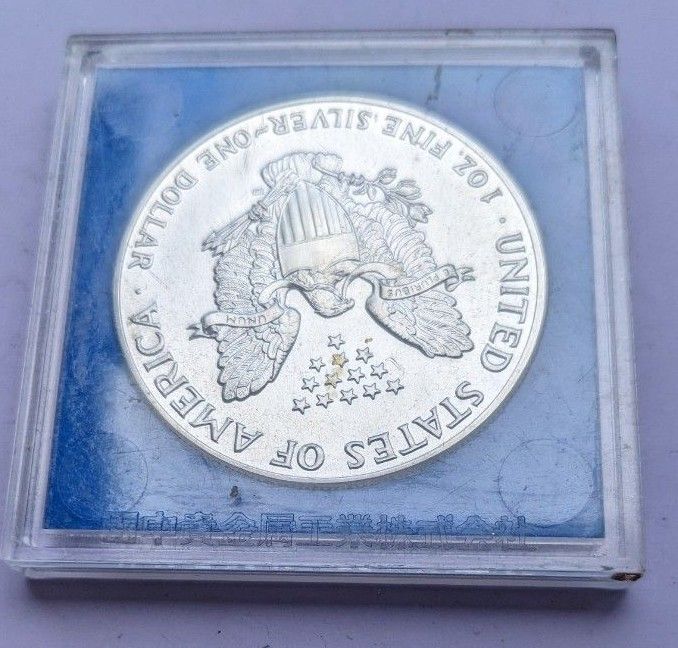 UNITED STATES OF AMERICA
1 OZ. FINE SILVER~ONE DOLLAR
E PLURIBUS
UNUM
田中貴金属工業株式会社